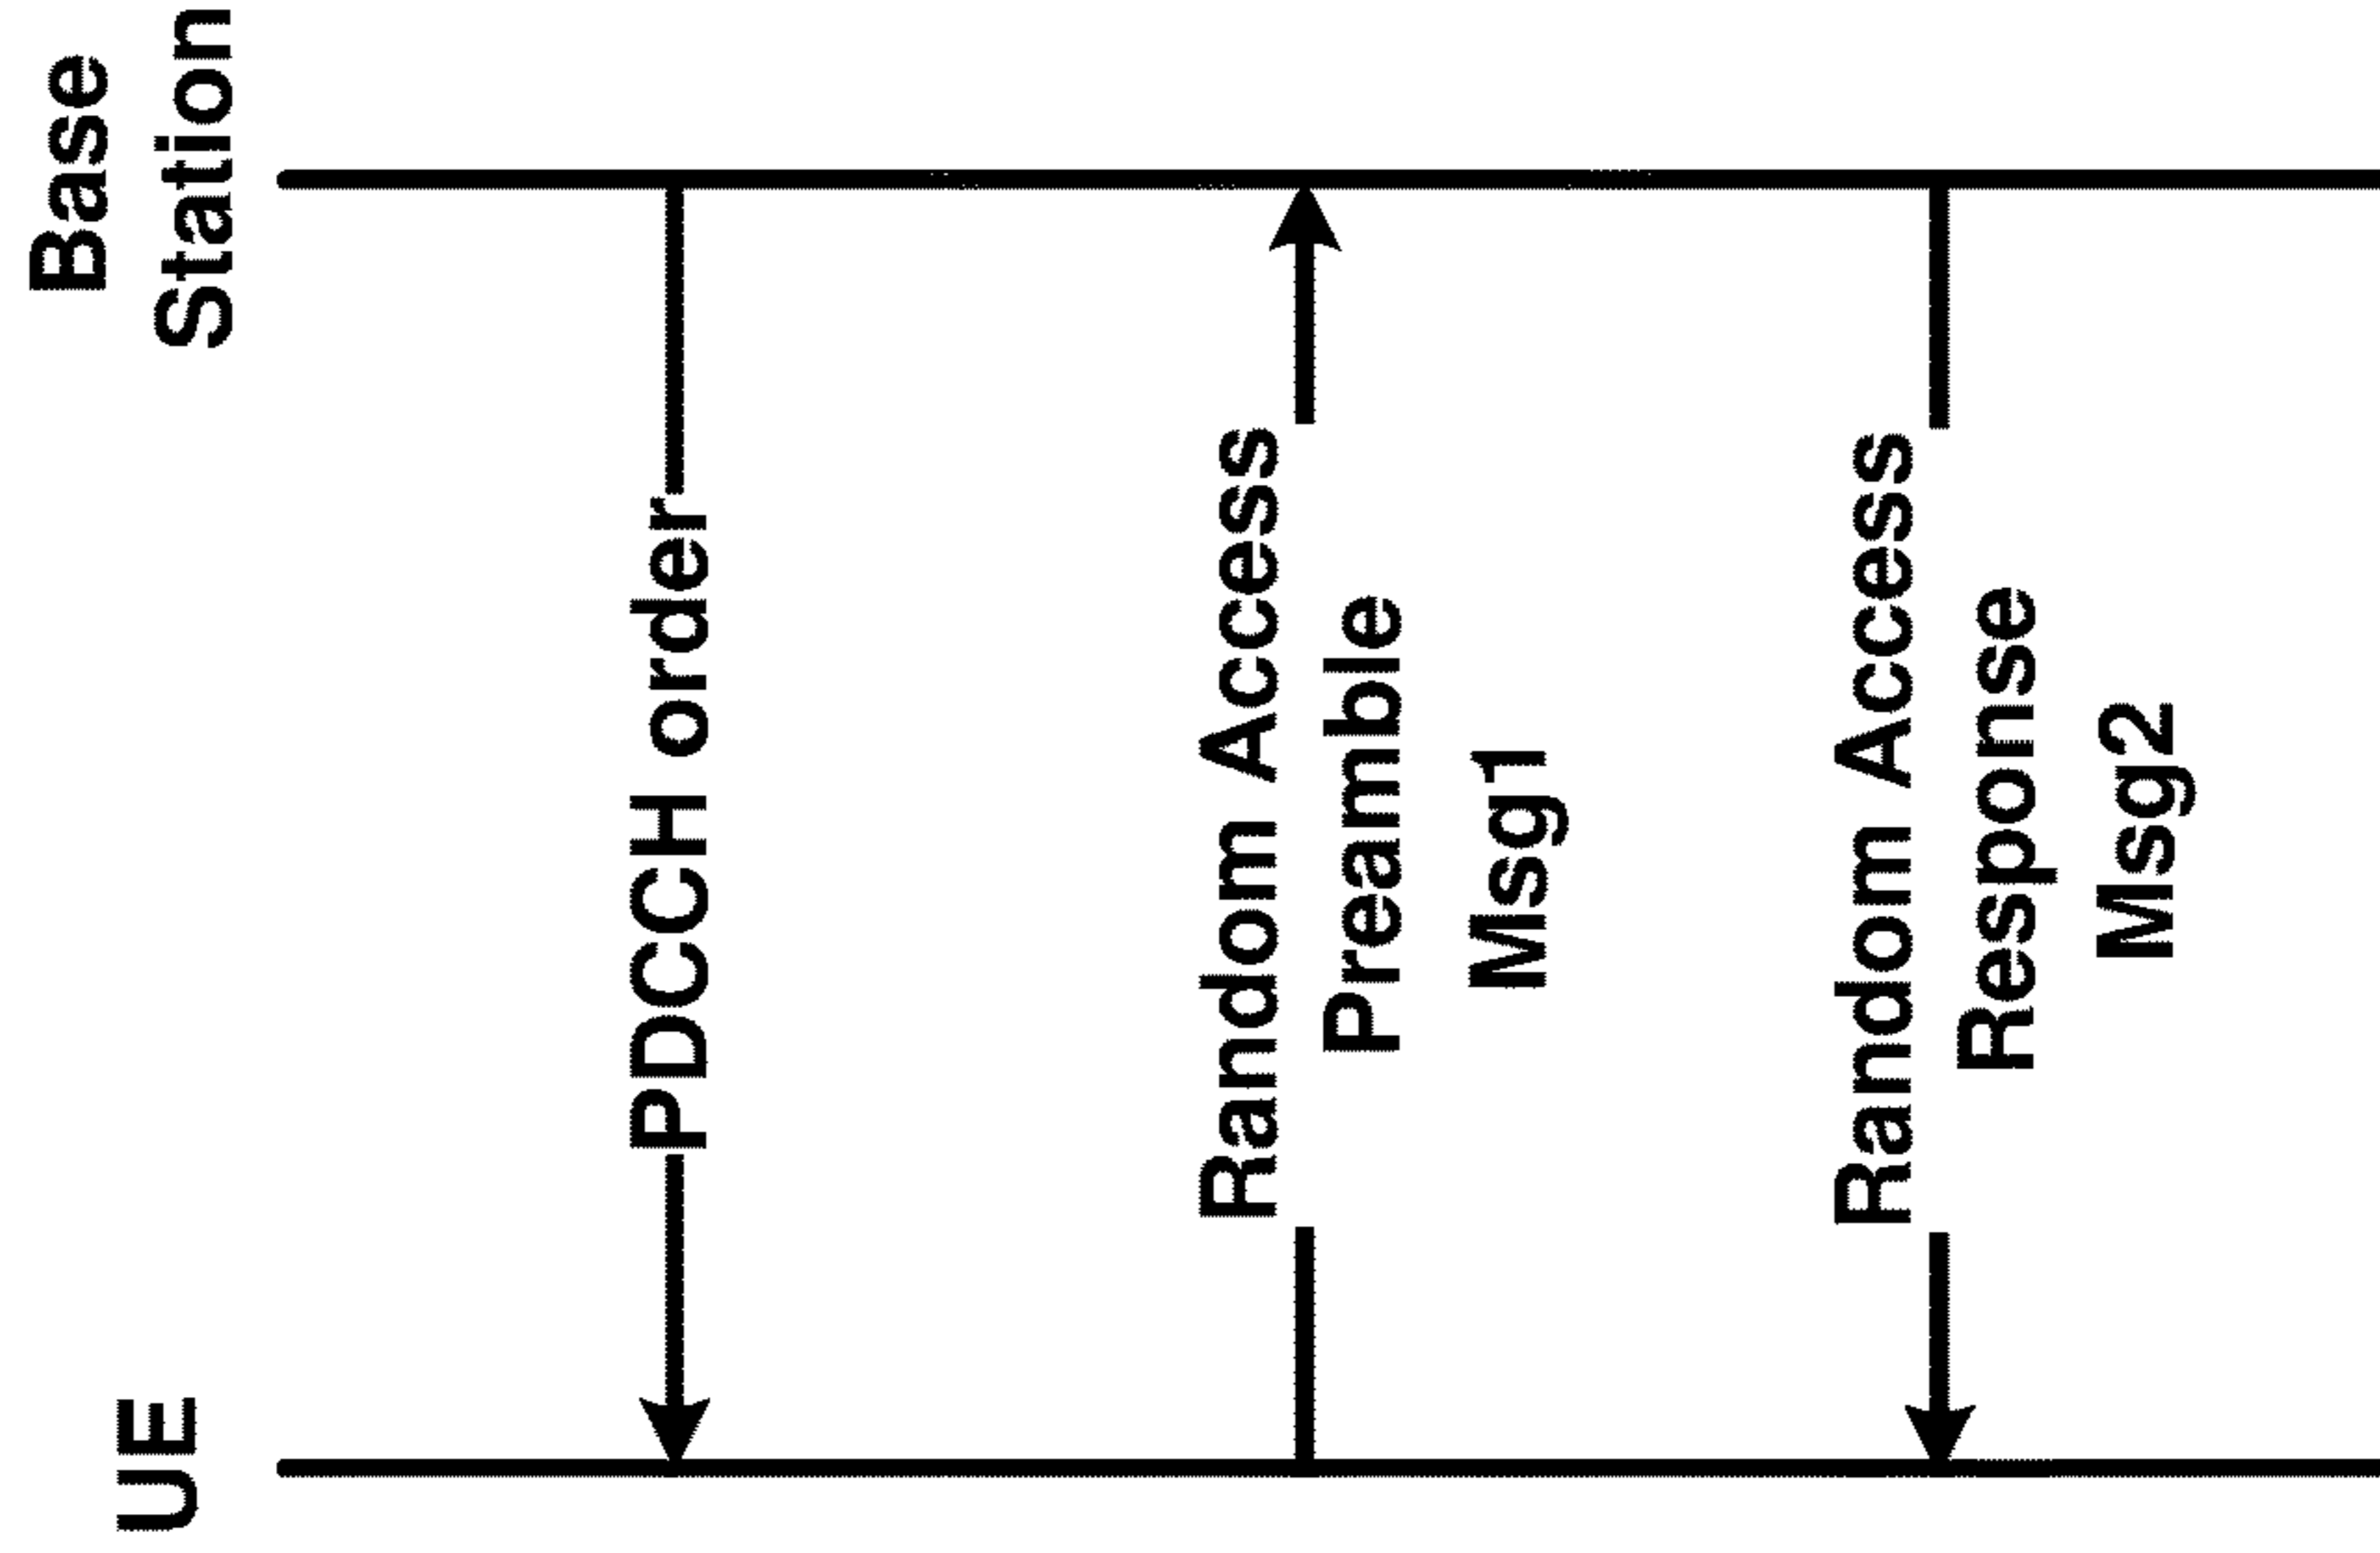 UE
Base
Station
PDCCH order
Random Access
Preamble
Msg1
Random Access
Response
Msg2